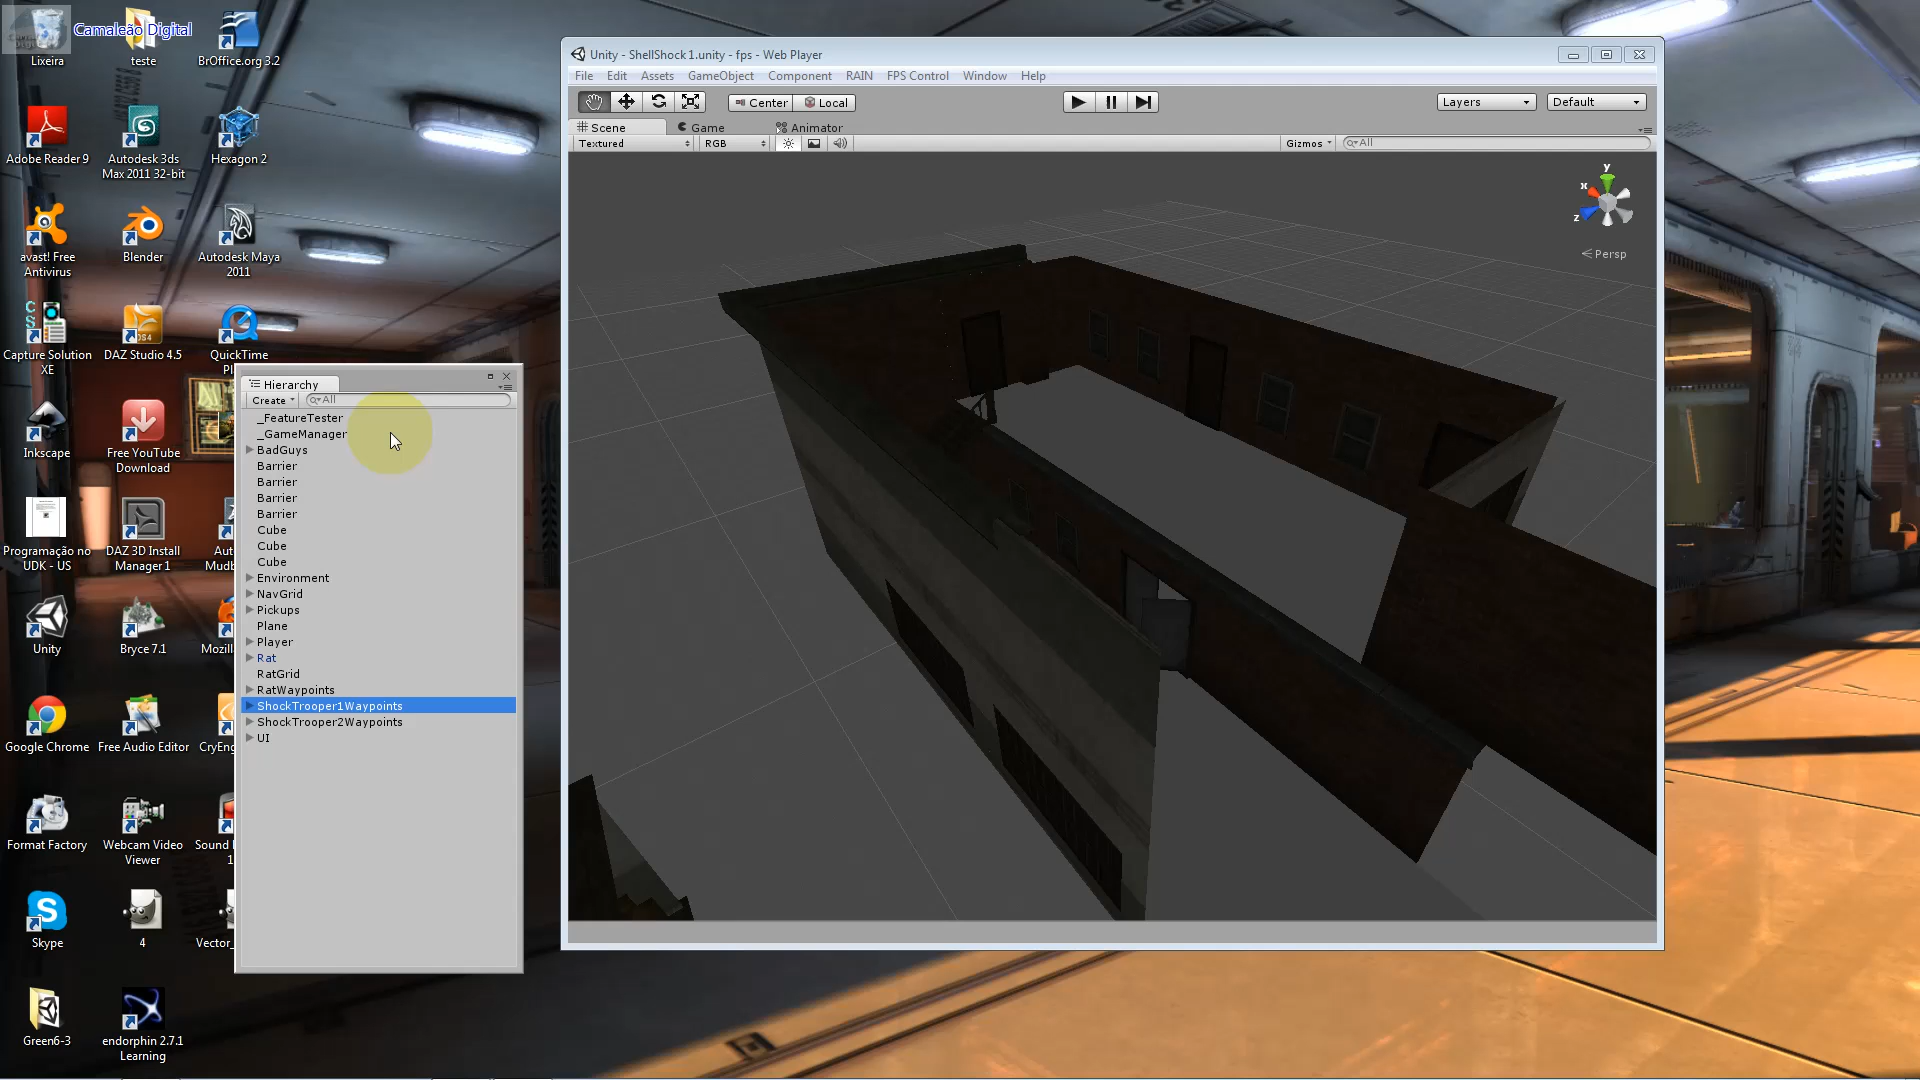 Camaleão Digital
Lixeira
teste
BrOffice.org 3.2
Adobe Reader 9
Autodesk 3ds
Max 2011 32-bit
Hexagon 2
avast! Free
Antivirus
Blender
Autodesk Maya
2011
Capture Solution
XE
DAZ Studio 4.5
QuickTime
Inkscape
Free YouTube
Download
Programação no
UDK - US
DAZ 3D Install
Manager 1
Unity
Bryce 7.1
Google Chrome
Free Audio Editor
Format Factory
Webcam Video
Viewer
Sound
Skype
4
Vector_
Green6-3
endorphin 2.7.1
Learning
Hierarchy
Create
All
_FeatureTester
_GameManager
BadGuys
Barrier
Barrier
Barrier
Barrier
Cube
Cube
Cube
Environment
NavGrid
Pickups
Plane
Player
Rat
RatGrid
RatWaypoints
ShockTrooper1Waypoints
ShockTrooper2Waypoints
UI
Unity - ShellShock 1.unity - fps - Web Player
File Edit Assets GameObject Component RAIN FPS Control Window Help
Center Local
Layers Default
Scene Game Animator
Textured RGB Gizmos All
y
x
z
Persp